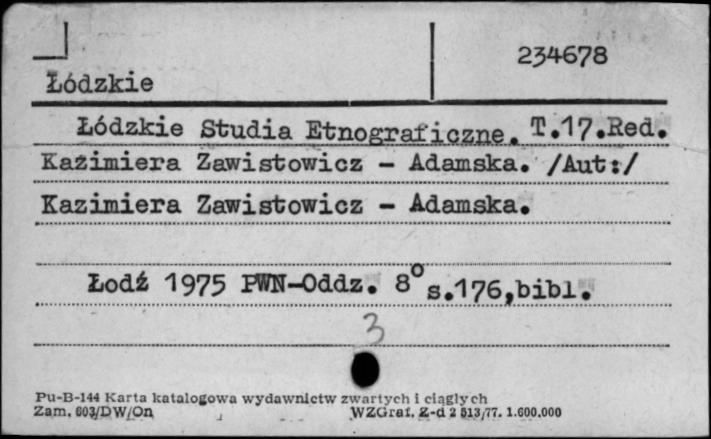 234678
Łódzkie
Łódzkie Studia Etnograficzne. T.17.Red.
Kazimiera Zawistowicz - Adamska. /Aut:/
Kazimiera Zawistowicz - Adamska.
Łodź 1975 PWN-Oddz. 8° s.176,bibl.
3
Pu-B-144 Karta katalogowa wydawnictw zwartych i ciągłych
Zam. 603/DW/On WZGraf. Z-d 2 513/77. 1.600.000